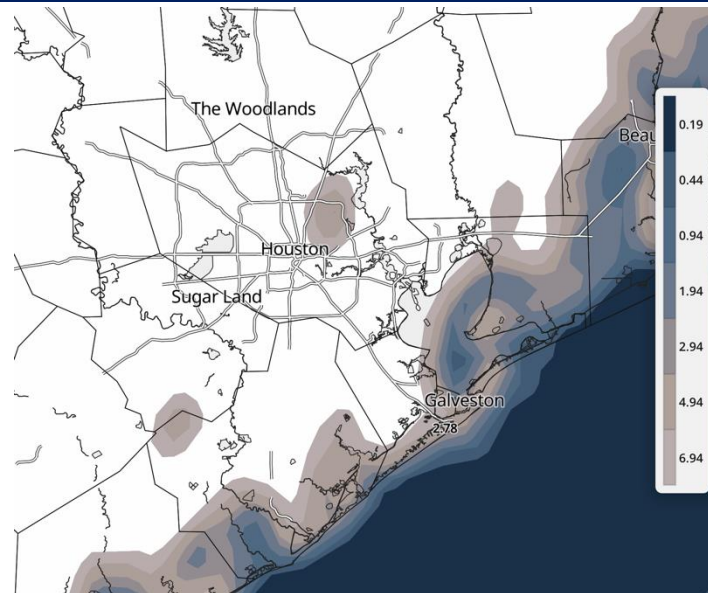 The Woodlands
Beau
Houston
Sugar Land
Galveston
2.78
0.19
0.44
0.94
1.94
2.94
4.94
6.94